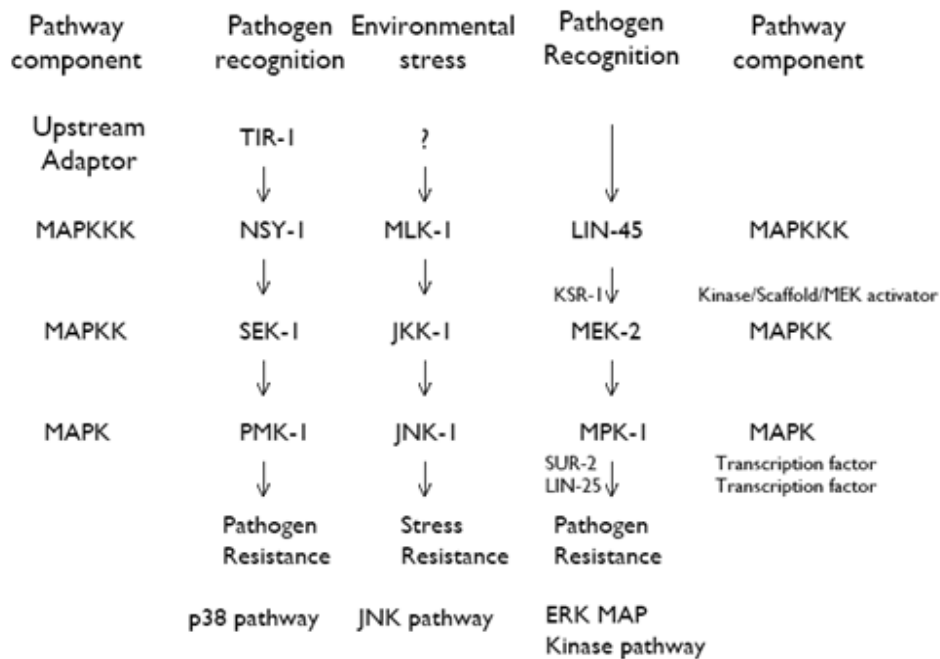 Pathway component Pathogen recognition Environmental stress Pathogen Recognition Pathway component
Upstream Adaptor TIR-1 ?
MAPKKK NSY-1 MLK-1 LIN-45 MAPKKK
KSR-1 Kinase/Scaffold/MEK activator
MAPKK SEK-1 JKK-1 MEK-2 MAPKK
MAPK PMK-1 JNK-1 MPK-1 MAPK
SUR-2 Transcription factor
LIN-25 Transcription factor
Pathogen Resistance Stress Resistance Pathogen Resistance
p38 pathway JNK pathway ERK MAP Kinase pathway